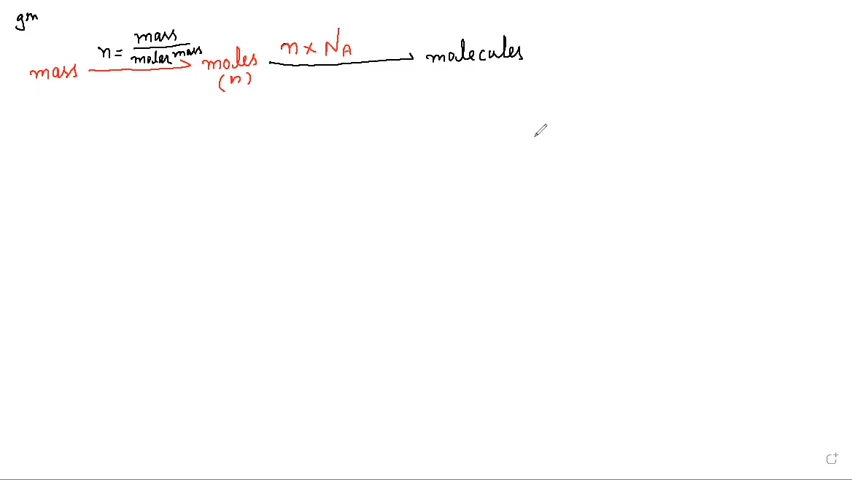 gm
n = mass / molar mass
mass → moles (n) n × NA → molecules